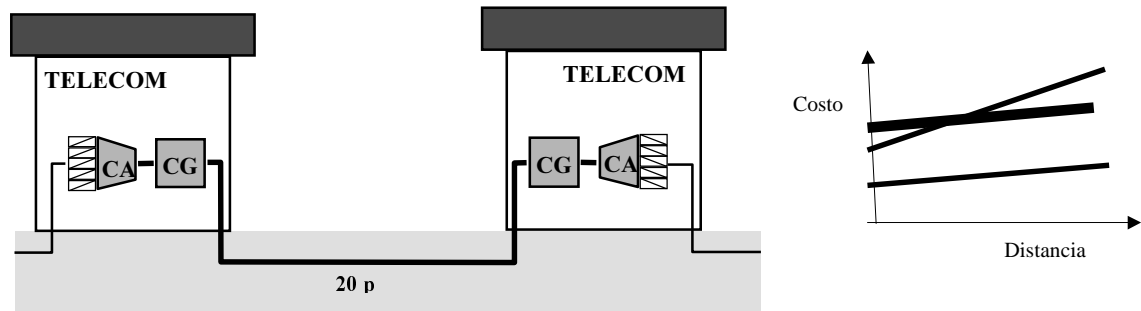 TELECOM
CA
CG
20 p
TELECOM
CG
CA
Costo
Distancia